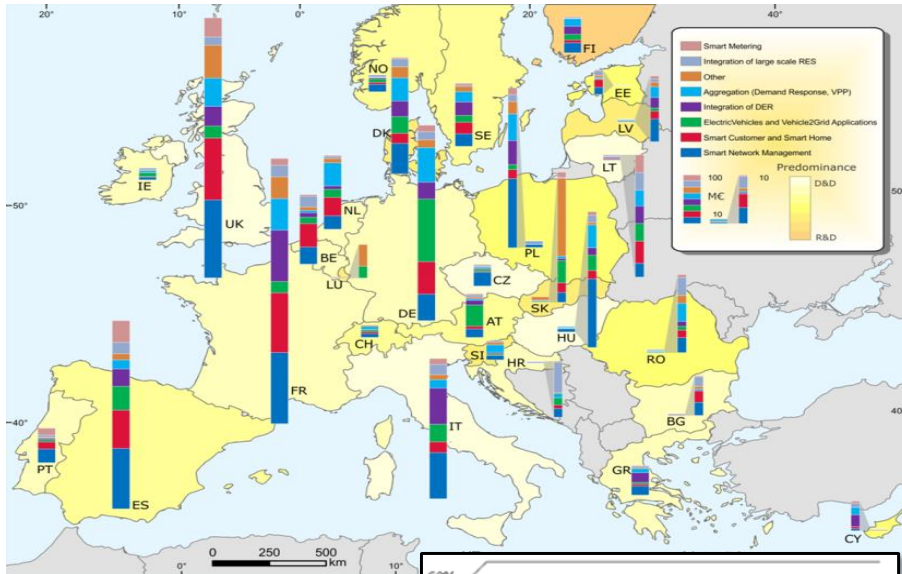 20°
10°
0°
20°
40°
FI
NO
EE
Smart Metering
Integration of large scale RES
Other
Aggregation (Demand Response, VPP)
Integration of DER
ElectricVehicles and Vehicle2Grid Applications
Smart Customer and Smart Home
Smart Network Management
Predominance
100
10
M€
10
D&D
R&D
DK
SE
LV
LT
IE
UK
NL
50°
BE
PL
LU
CZ
DE
AT
SK
HU
CH
SI
HR
RO
FR
IT
BG
40°
PT
ES
GR
CY
0
250
500
km
0°
10°